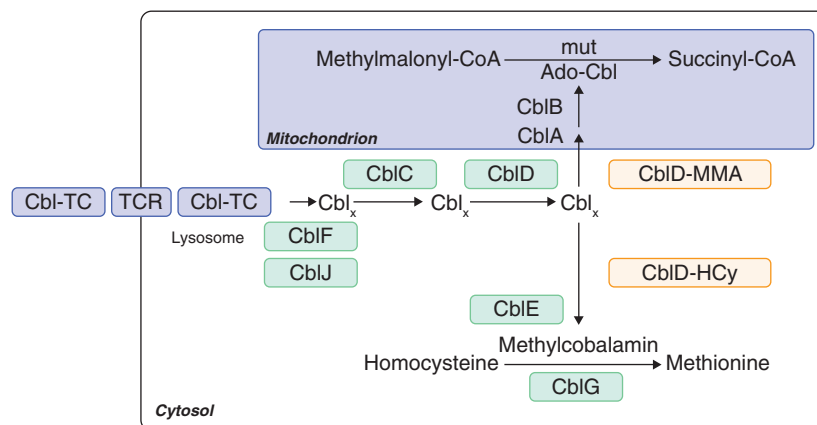 mut
Methylmalonyl-CoA Succinyl-CoA
Ado-Cbl
CblB
Mitochondrion CblA
CblC CblD CblD-MMA
Cbl-TC TCR Cbl-TC Cblx Cblx Cblx
Lysosome CblF
CblJ CblD-HCy
CblE
Methylcobalamin
Homocysteine Methionine
CblG
Cytosol